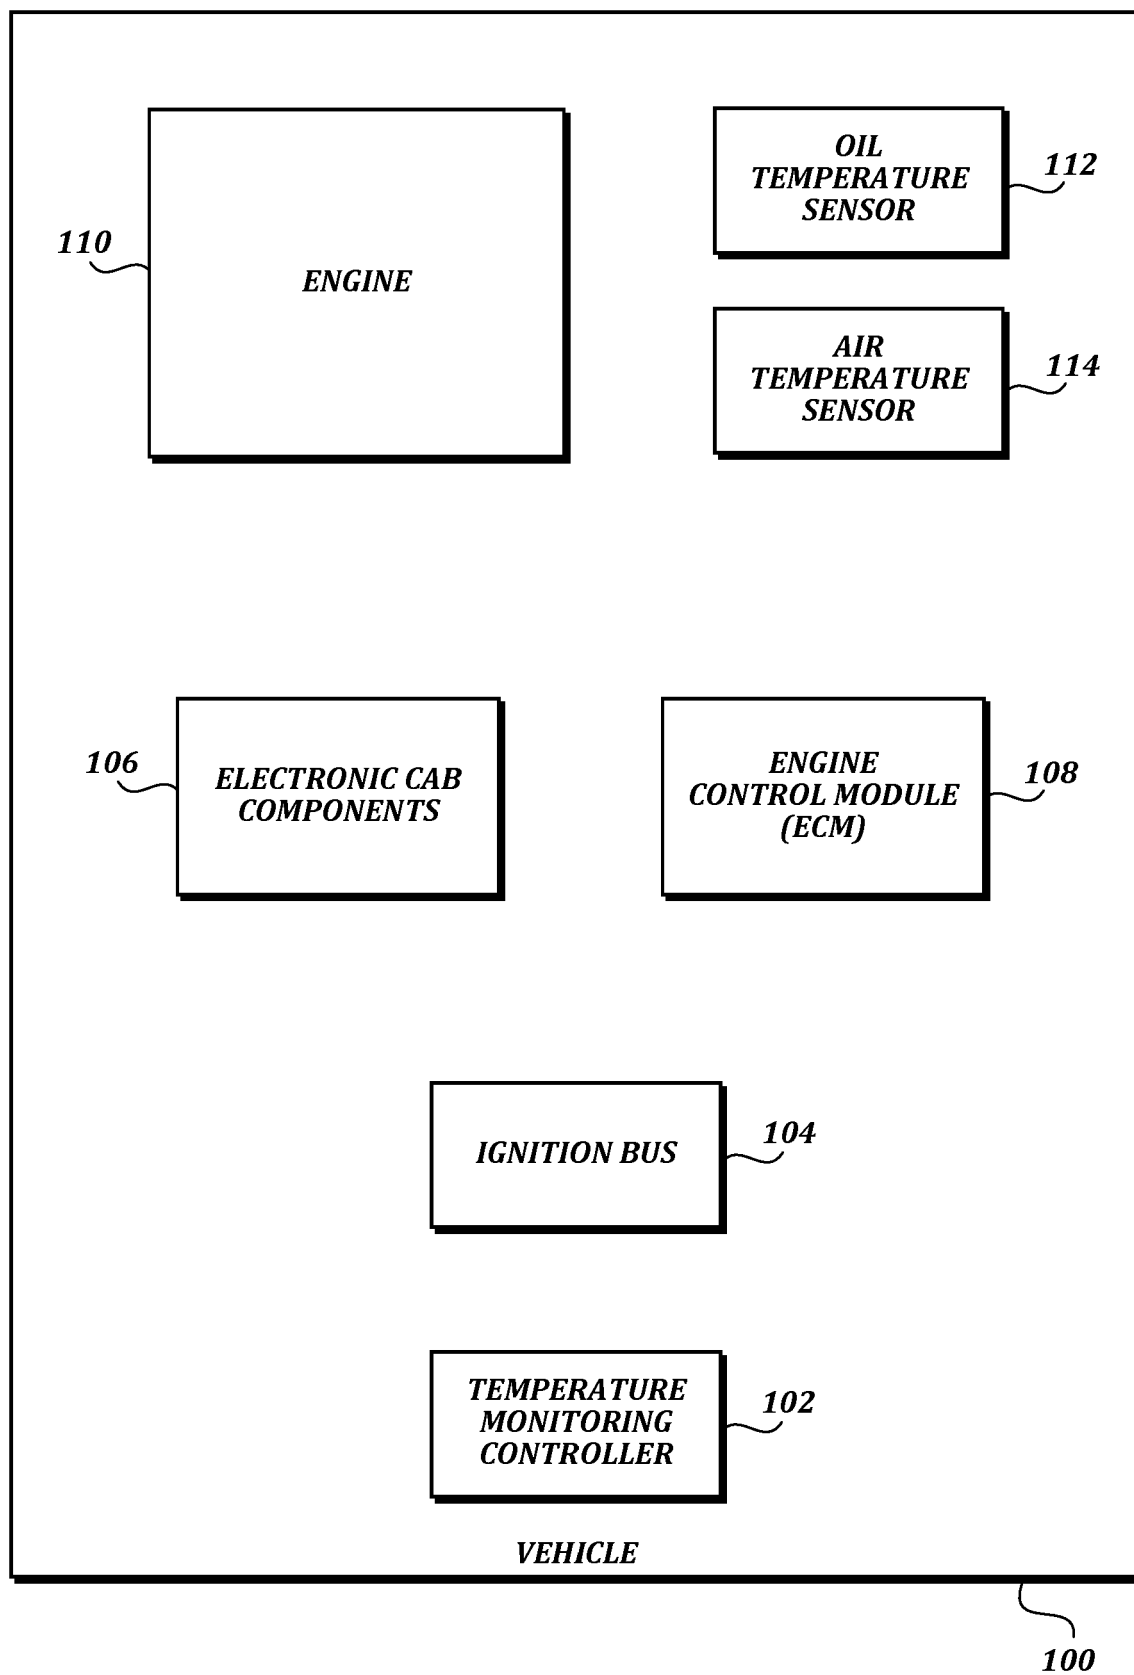 OIL
TEMPERATURE
SENSOR
112
110
ENGINE
AIR
TEMPERATURE
SENSOR
114
106
ELECTRONIC CAB
COMPONENTS
ENGINE
CONTROL MODULE
(ECM)
108
IGNITION BUS
104
TEMPERATURE
MONITORING
CONTROLLER
102
VEHICLE
100